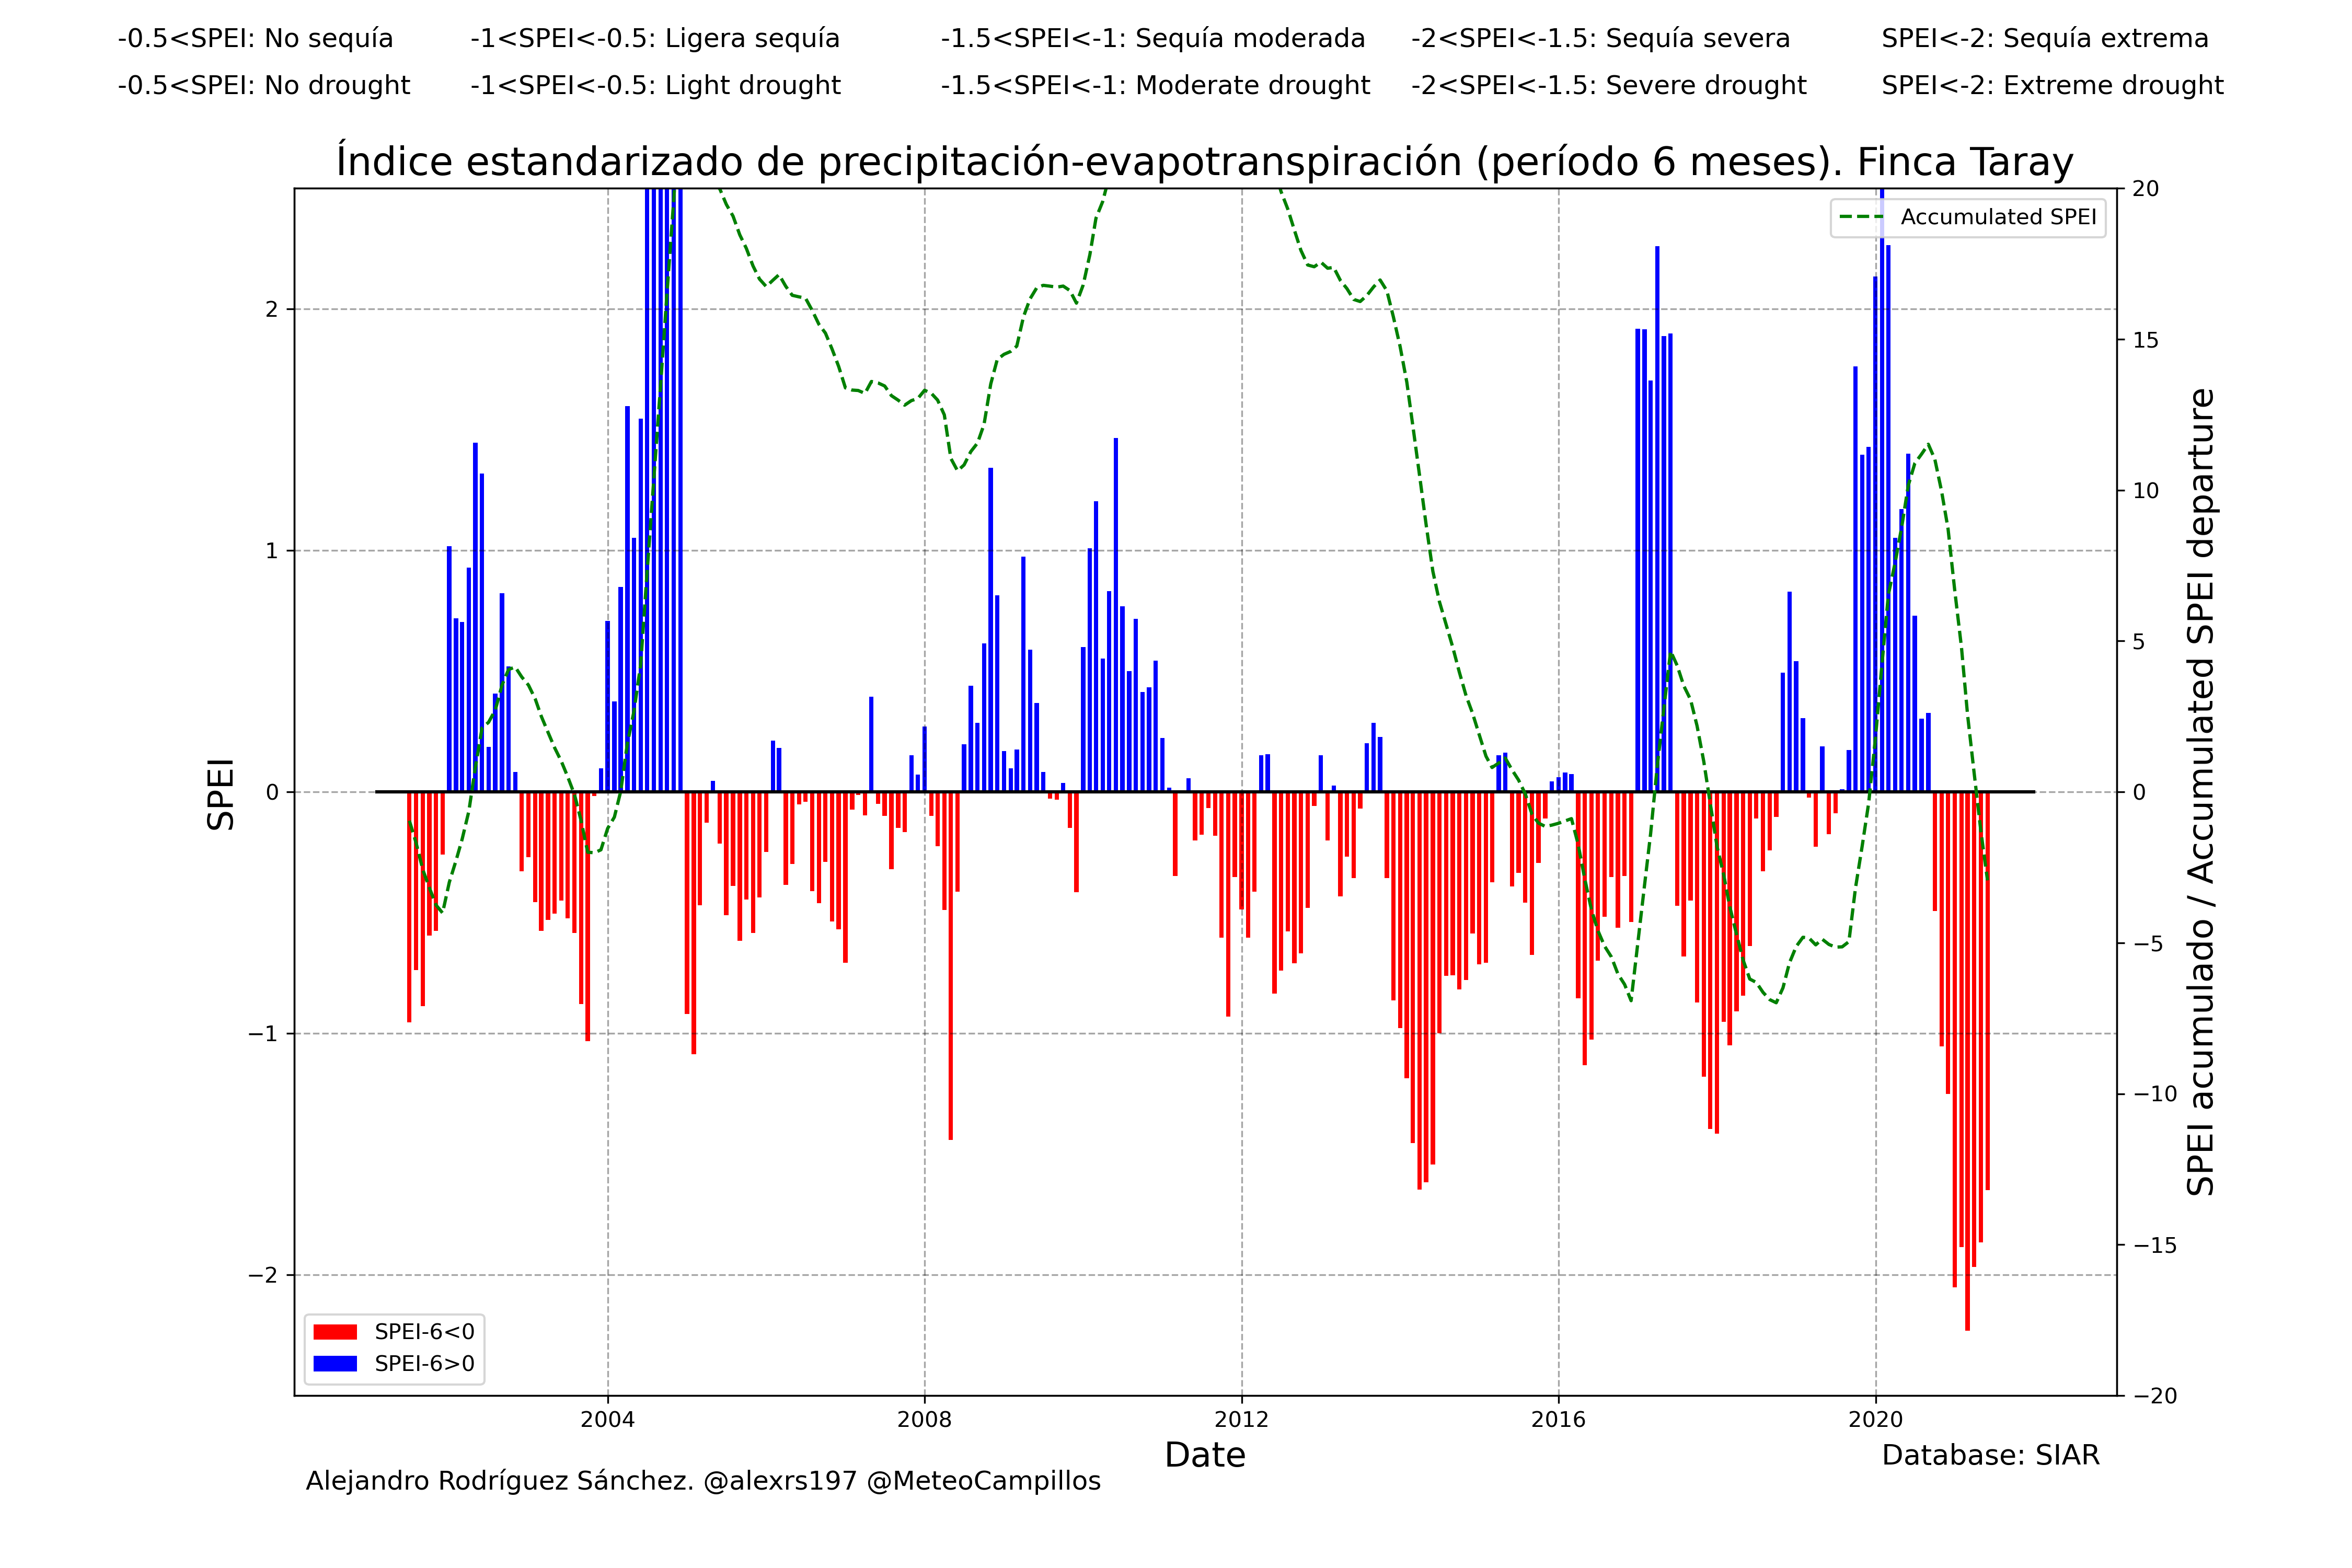 -0.5<SPEI: No sequía
-1<SPEI<-0.5: Ligera sequía
-1.5<SPEI<-1: Sequía moderada
-2<SPEI<-1.5: Sequía severa
SPEI<-2: Sequía extrema
-0.5<SPEI: No drought
-1<SPEI<-0.5: Light drought
-1.5<SPEI<-1: Moderate drought
-2<SPEI<-1.5: Severe drought
SPEI<-2: Extreme drought
Índice estandarizado de precipitación-evapotranspiración (período 6 meses). Finca Taray
Accumulated SPEI
SPEI
2
1
0
−1
−2
20
15
10
5
0
−5
−10
−15
−20
SPEI acumulado / Accumulated SPEI departure
SPEI-6<0
SPEI-6>0
2004
2008
2012
2016
2020
Date
Database: SIAR
Alejandro Rodríguez Sánchez. @alexrs197 @MeteoCampillos